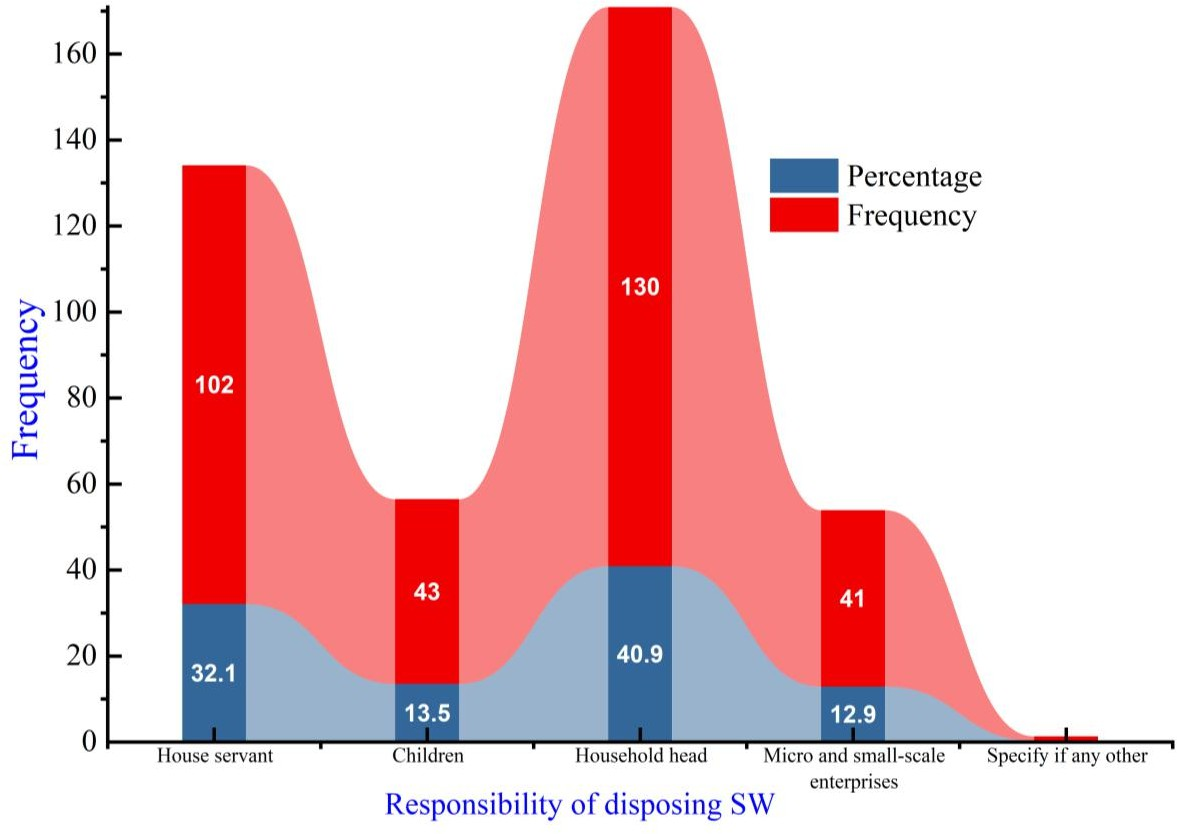 Frequency
160
140
120
100
80
60
40
20
0
Percentage
Frequency
102
32.1
43
13.5
130
40.9
41
12.9
House servant
Children
Household head
Micro and small-scale
enterprises
Specify if any other
Responsibility of disposing SW